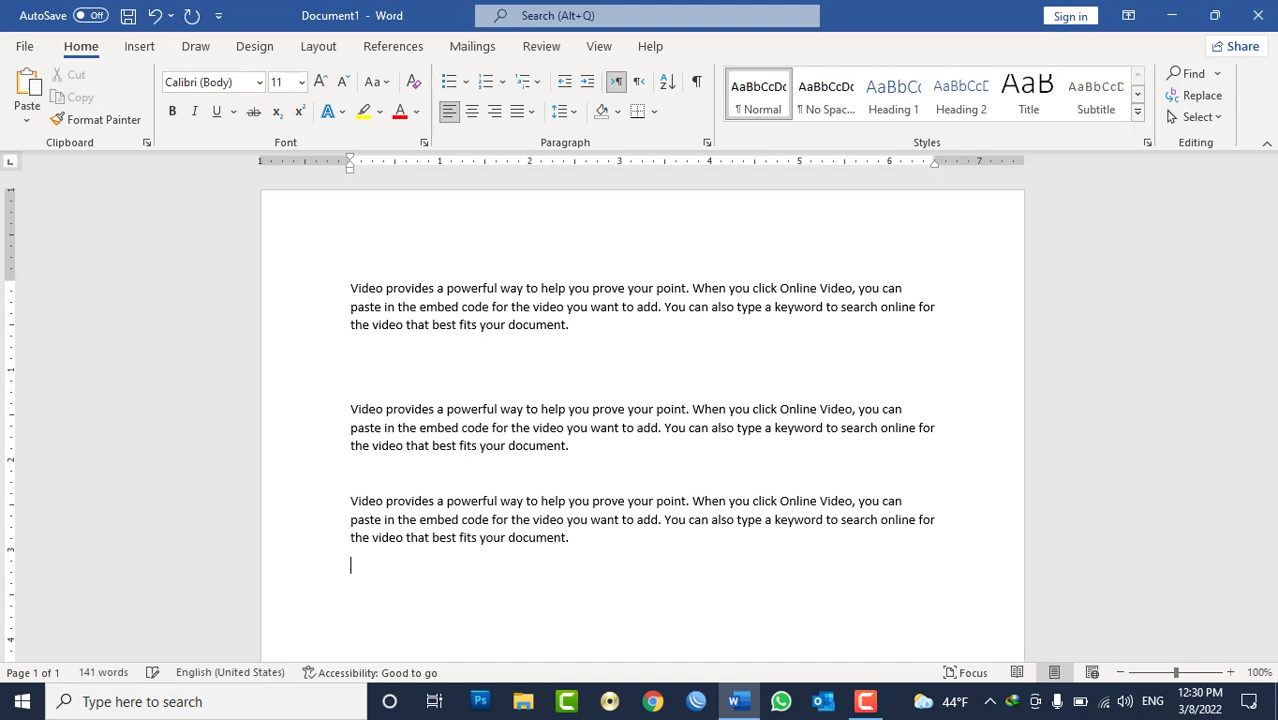 AutoSave Off Document1 - Word Search (Alt+Q) Sign in
File Home Insert Draw Design Layout References Mailings Review View Help Share
Paste
Cut
Copy
Format Painter
Clipboard
Calibri (Body) 11
Font
Paragraph
AaBbCcDc AaBbCcDc AaBbCc AaBbCcD AaB AaBbCcD
¶ Normal ¶ No Spac... Heading 1 Heading 2 Title Subtitle
Styles
Find
Replace
Select
Editing
1 1 2 3 4 5 6 7
Video provides a powerful way to help you prove your point. When you click Online Video, you can
paste in the embed code for the video you want to add. You can also type a keyword to search online for
the video that best fits your document.
Video provides a powerful way to help you prove your point. When you click Online Video, you can
paste in the embed code for the video you want to add. You can also type a keyword to search online for
the video that best fits your document.
Video provides a powerful way to help you prove your point. When you click Online Video, you can
paste in the embed code for the video you want to add. You can also type a keyword to search online for
the video that best fits your document.
Page 1 of 1 141 words English (United States) Accessibility: Good to go Focus 100%
Type here to search 44°F ENG 12:30 PM
3/8/2022